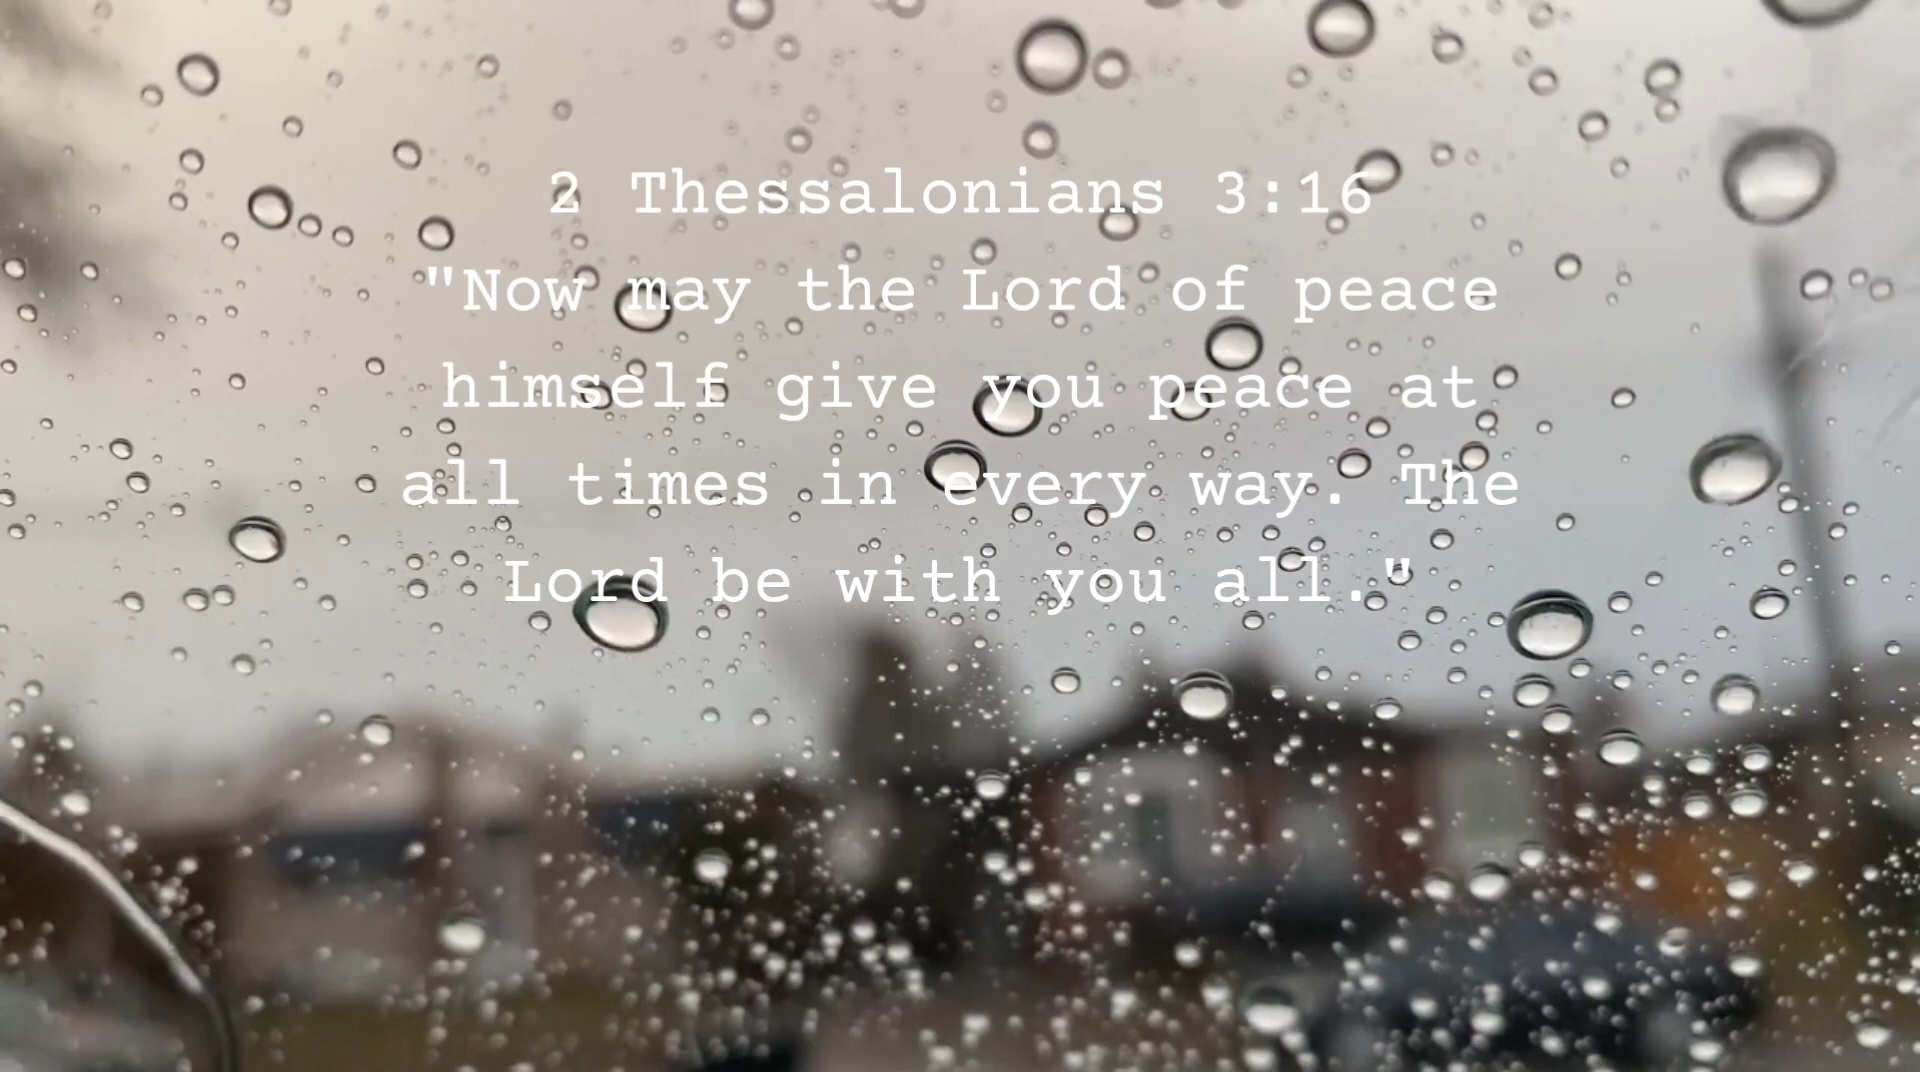 2 Thessalonians 3:16
"Now may the Lord of peace
himself give you peace at
all times in every way. The
Lord be with you all."